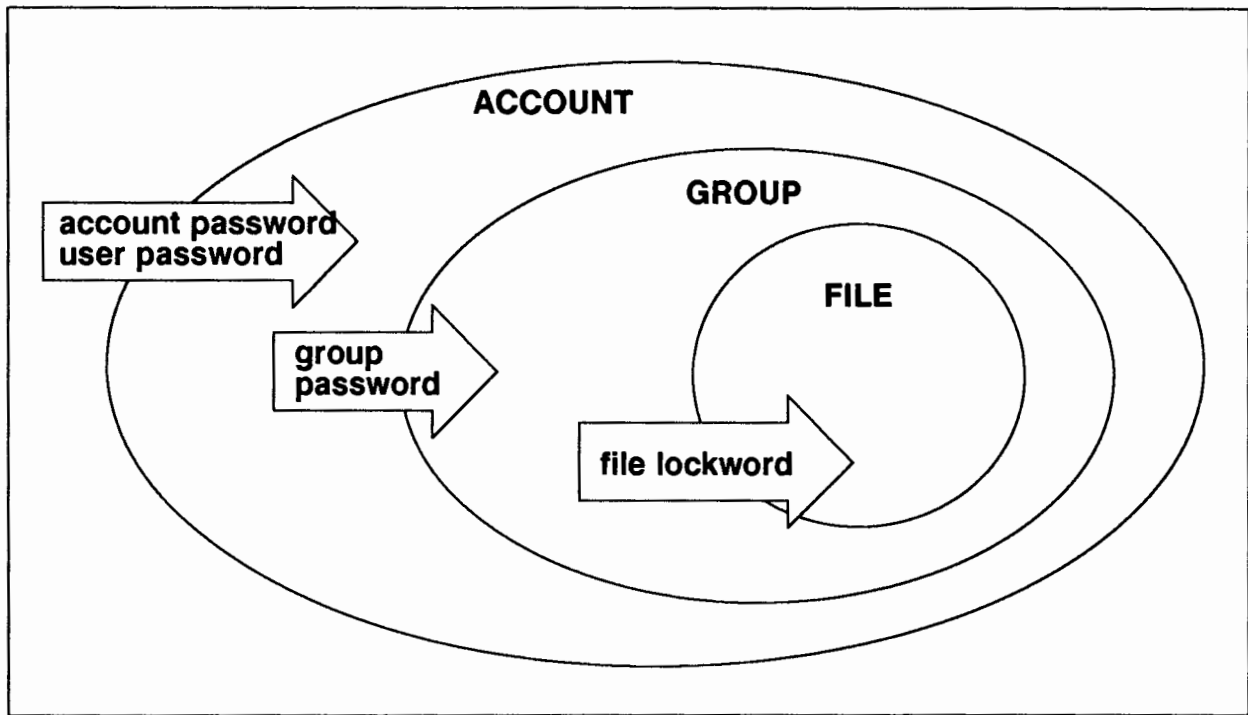 ACCOUNT
GROUP
account password
user password
FILE
group
password
file lockword